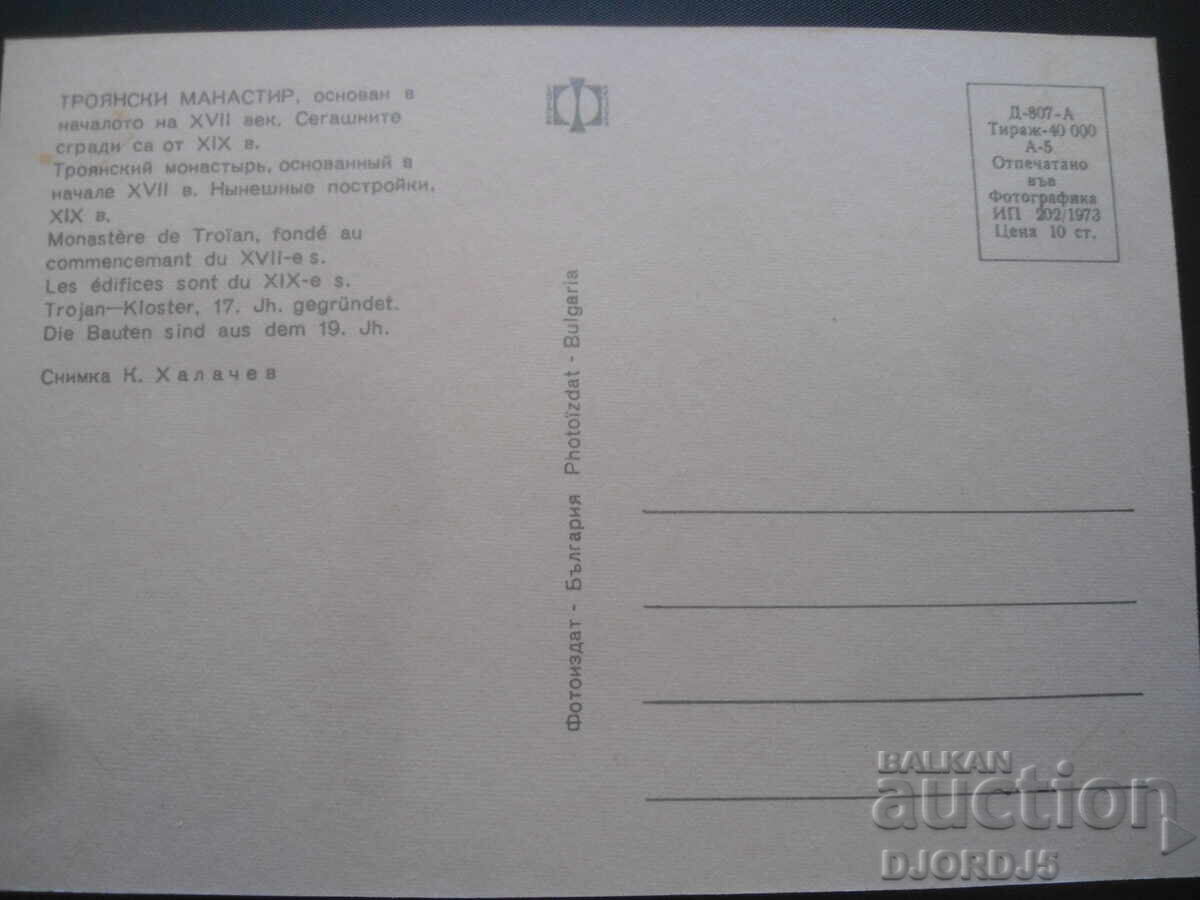 ТРОЯНСКИ МАНАСТИР, основан в
началото на XVII век. Сегашните
сгради са от XIX в.
Троянский монастырь, основанный в
начале XVII в. Нынешные постройки,
XIX в.
Monastère de Troïan, fondé au
commencemant du XVII-e s.
Les édifices sont du XIX-e s.
Trojan—Kloster, 17. Jh. gegründet.
Die Bauten sind aus dem 19. Jh.
Снимка К. Халачев
Фотоиздат - България Photoïzdat - Bulgaria
Д-807-А
Тираж-40 000
А-5
Отпечатано
във
Фотографика
ИП 202/1973
Цена 10 ст.
BALKAN
auction
DJORDJ5